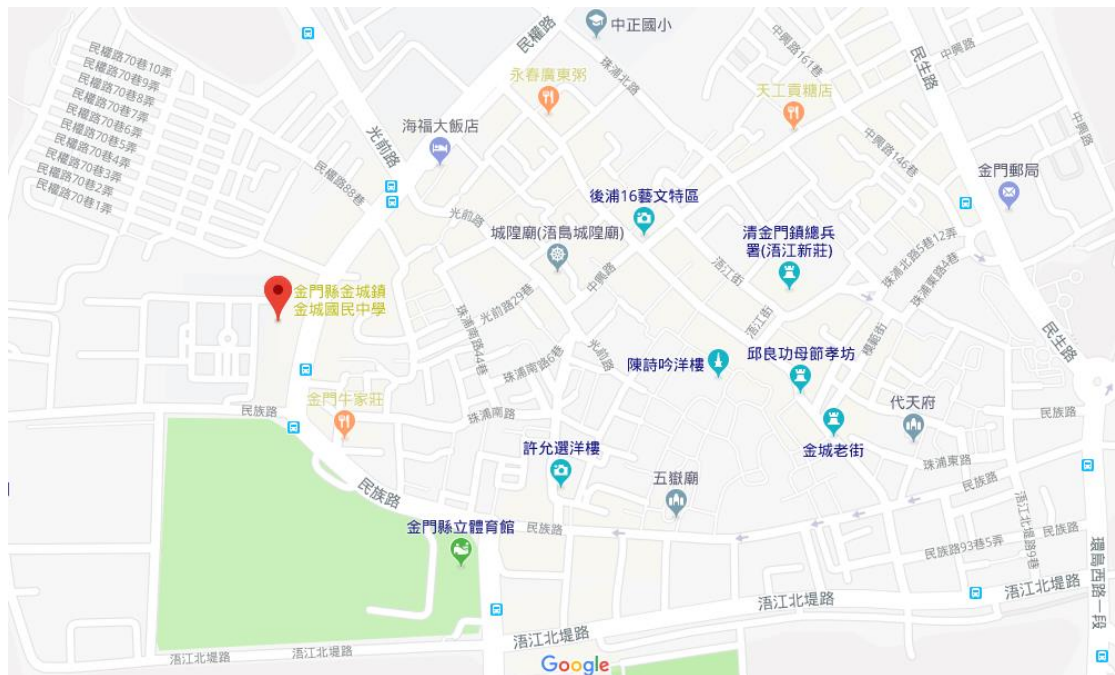 中正國小
民權路
中興路161巷
民生路
中興路
民權路70巷10弄
民權路70巷9弄
民權路70巷8弄
民權路70巷7弄
民權路70巷6弄
民權路70巷5弄
民權路70巷4弄
民權路70巷3弄
民權路70巷2弄
民權路70巷1弄
永春廣東粥
珠浦北路
天工貢糖店
中興路
海福大飯店
光前路
中興路146巷
金門郵局
民權路88巷
後浦16藝文特區
光前路
城隍廟(浯島城隍廟)
清金門鎮總兵
署(浯江新莊)
浯江街
珠浦北路5巷12弄
珠浦東路4巷
中興路
金門縣金城鎮
金城國民中學
光前路29巷
浯江街
模範街
民生路
珠浦南路44巷
珠浦南路6巷
光前路
陳詩吟洋樓
邱良功母節孝坊
金門牛家莊
民族路
珠浦南路
代天府
民族路
金城老街
許允選洋樓
珠浦東路
五嶽廟
民族路
民族路
金門縣立體育館
民族路
浯江北堤路9巷
民族路
民族路93巷5弄
環島西路一段
浯江北堤路
浯江北堤路
浯江北堤路
浯江北堤路
浯江北堤路
Google